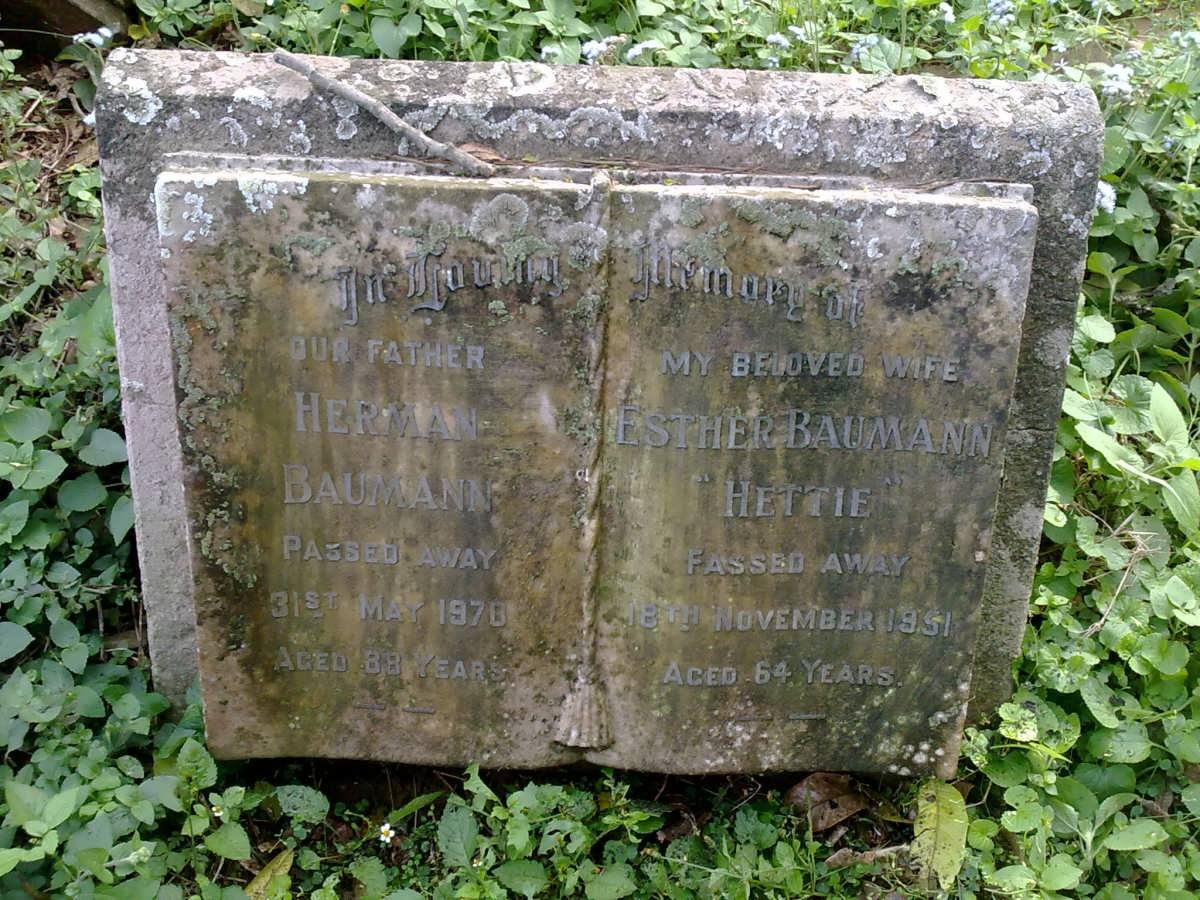 In Loving Memory of
OUR FATHER
HERMAN
BAUMANN
PASSED AWAY
31ST MAY 1970
AGED 88 YEARS
MY BELOVED WIFE
ESTHER BAUMANN
"HETTIE"
PASSED AWAY
18TH NOVEMBER 1951
AGED 64 YEARS.